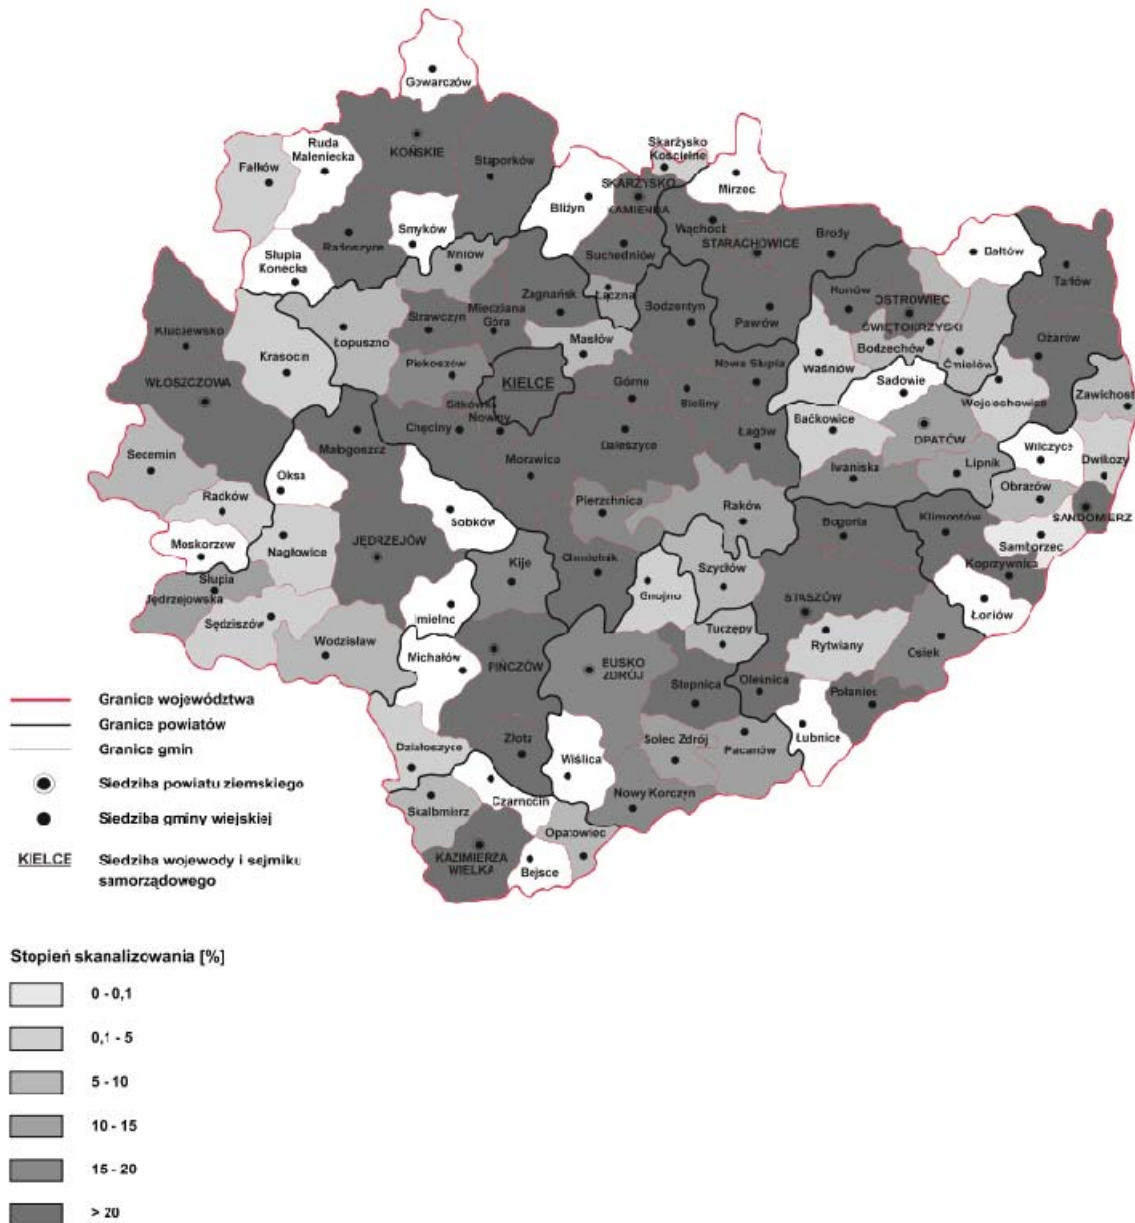 Gowarczów
Ruda
Maleniecka
KOŃSKIE
Stąporków
Skarżysko
Kościelne
Fałków
Mirzec
SKARŻYSKO
KAMIENNA
Bliżyn
Smyków
Wąchock
Brody
STARACHOWICE
Radoszyce
Bałtów
Suchedniów
Słupia
Konecka
Mniów
Tarłów
Zagnańsk
Łączna
Kunów
OSTROWIEC
Bodzentyn
Strawczyn
Miedziana
Góra
Pawów
Kluczewsko
ŚWIĘTOKRZYSKI
Łopuszno
Masłów
Ożarów
Krasocin
Bodzechów
Ćmielów
Piekoszów
Nowa Słupia
Waśniów
WŁOSZCZOWA
KIELCE
Górne
Sadowie
Zawichost
Bieliny
Wojciechowice
Sitkówka
Nowiny
Baćkowice
Chęciny
Łagów
OPATÓW
Daleszyce
Małogoszcz
Wilczyce
Secemin
Morawica
Iwaniska
Lipnik
Dwikozy
Oksa
Obrazów
Radków
Pierzchnica
Raków
Sobków
SANDOMIERZ
Bogoria
Klimontów
JĘDRZEJÓW
Samborzec
Nagłowice
Moskorzew
Kije
Chmielnik
Szydłów
Koprzywnica
Słupia
Jędrzejowska
Gnojno
STASZÓW
Łoniów
Imielno
Sędziszów
Tuczępy
Wodzisław
Rytwiany
Osiek
Michałów
PIŃCZÓW
BUSKO
ZDRÓJ
Stopnica
Oleśnica
Połaniec
Złota
Solec Zdrój
Łubnice
Działoszyce
Pacanów
Wiślica
Czarnocin
Nowy Korczyn
Skalbmierz
Opatowiec
KAZIMIERZA
WIELKA
Bejsce
Granice województwa
Granice powiatów
Granice gmin
Siedziba powiatu ziemskiego
Siedziba gminy wiejskiej
KIELCE
Siedziba wojewody i sejmiku
samorządowego
Stopień skanalizowania [%]
0 - 0,1
0,1 - 5
5 - 10
10 - 15
15 - 20
> 20